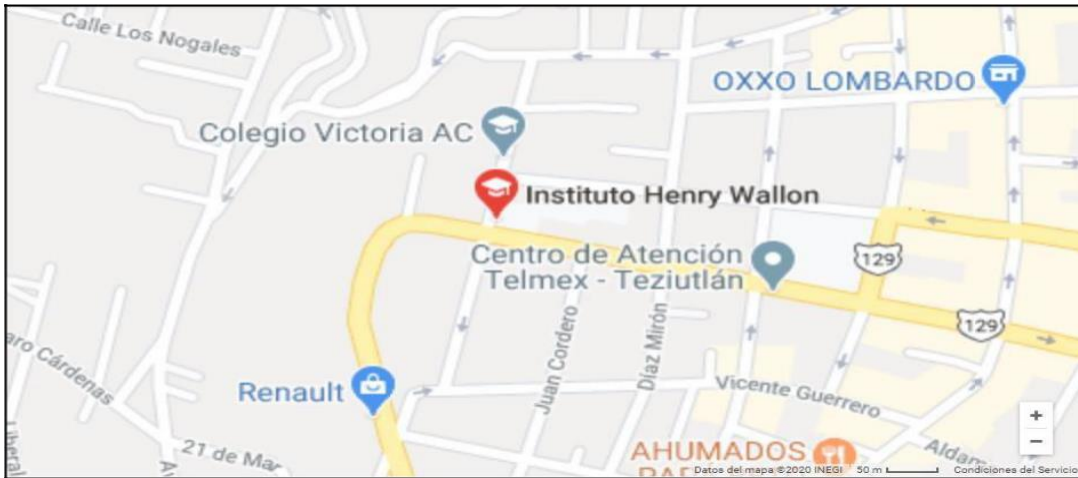 Calle Los Nogales
OXXO LOMBARDO
Colegio Victoria AC
Instituto Henry Wallon
Centro de Atención
Telmex - Teziutlán
129
129
aro Cárdenas
Juan Cordero
Díaz Mirón
Renault
Vicente Guerrero
Liberal
21 de Mar
AHUMADOS
Aldam
Datos del mapa ©2020 INEGI
50 m
Condiciones del Servicio